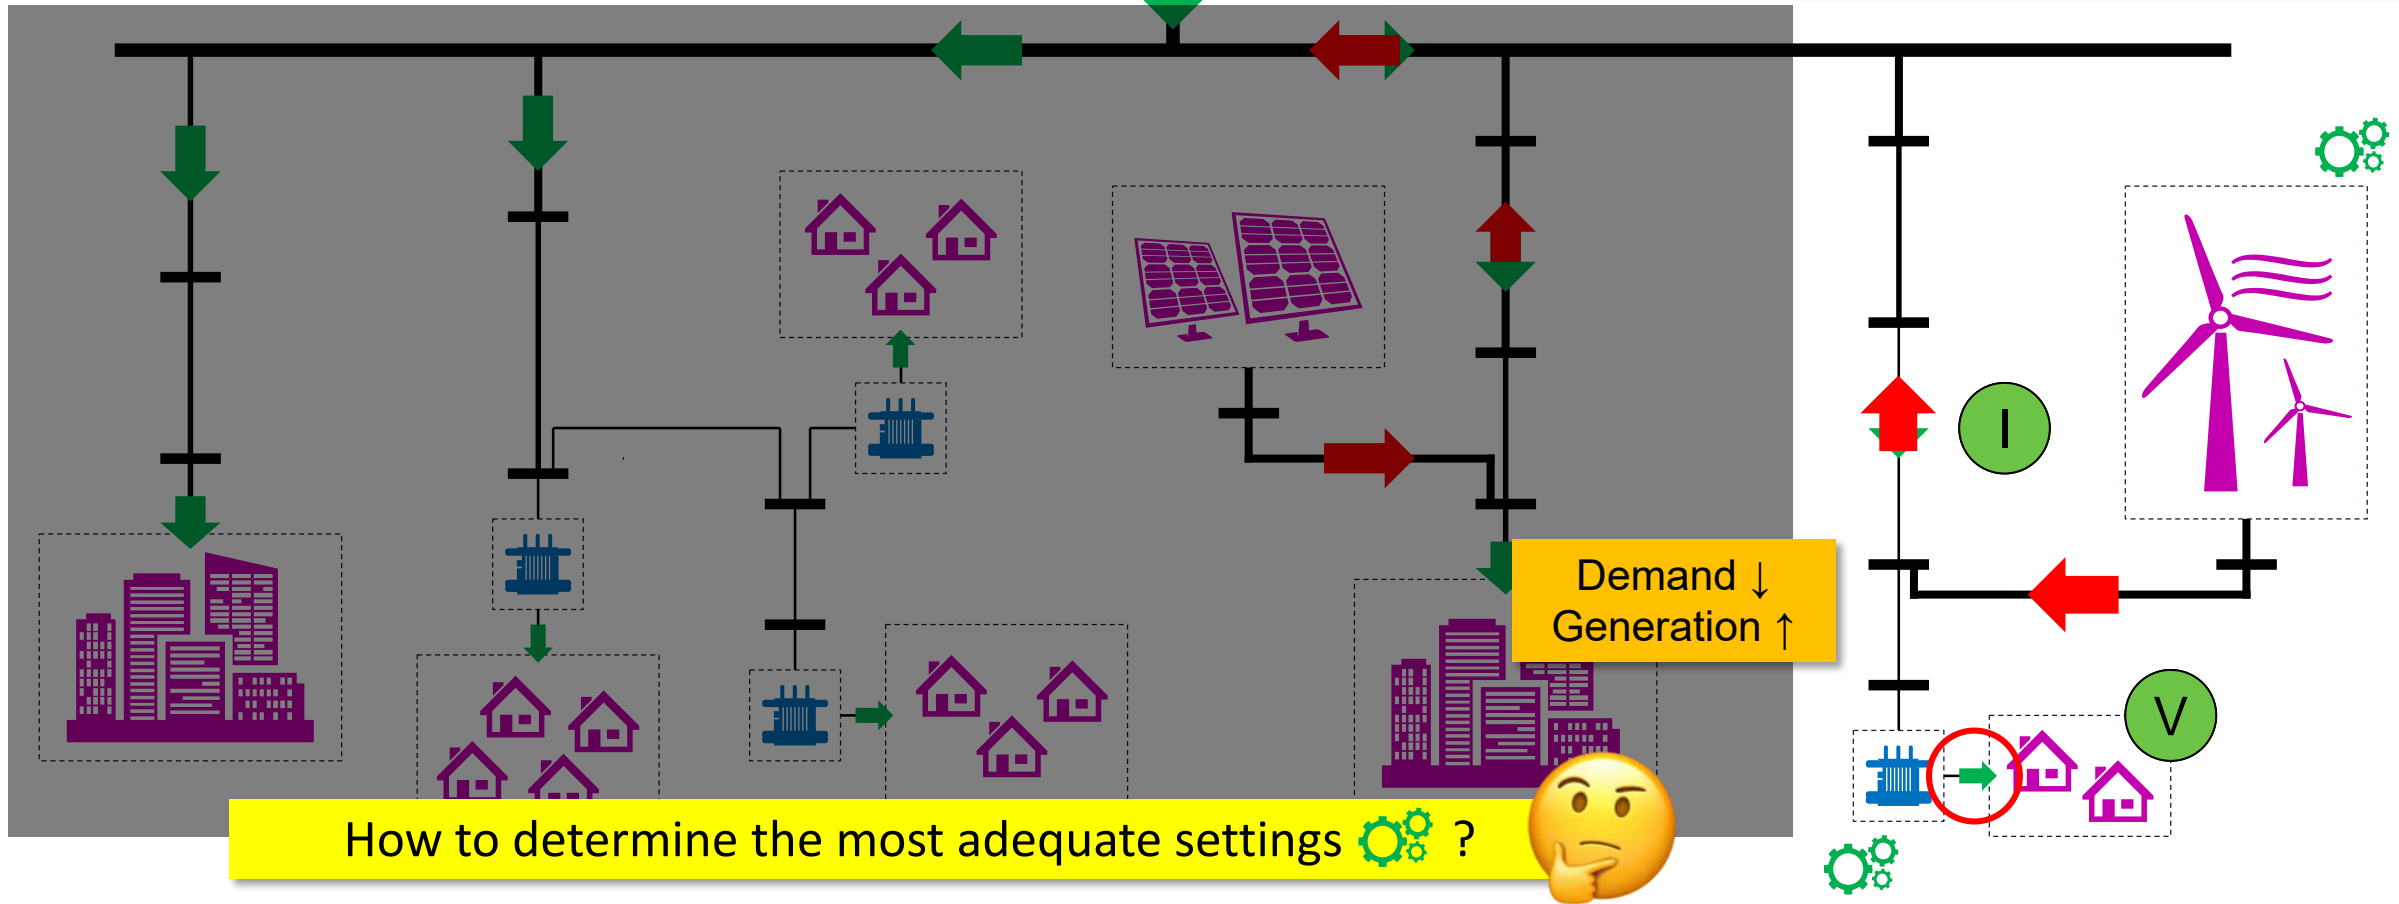 I
Demand ↓
Generation ↑
V
How to determine the most adequate settings ?